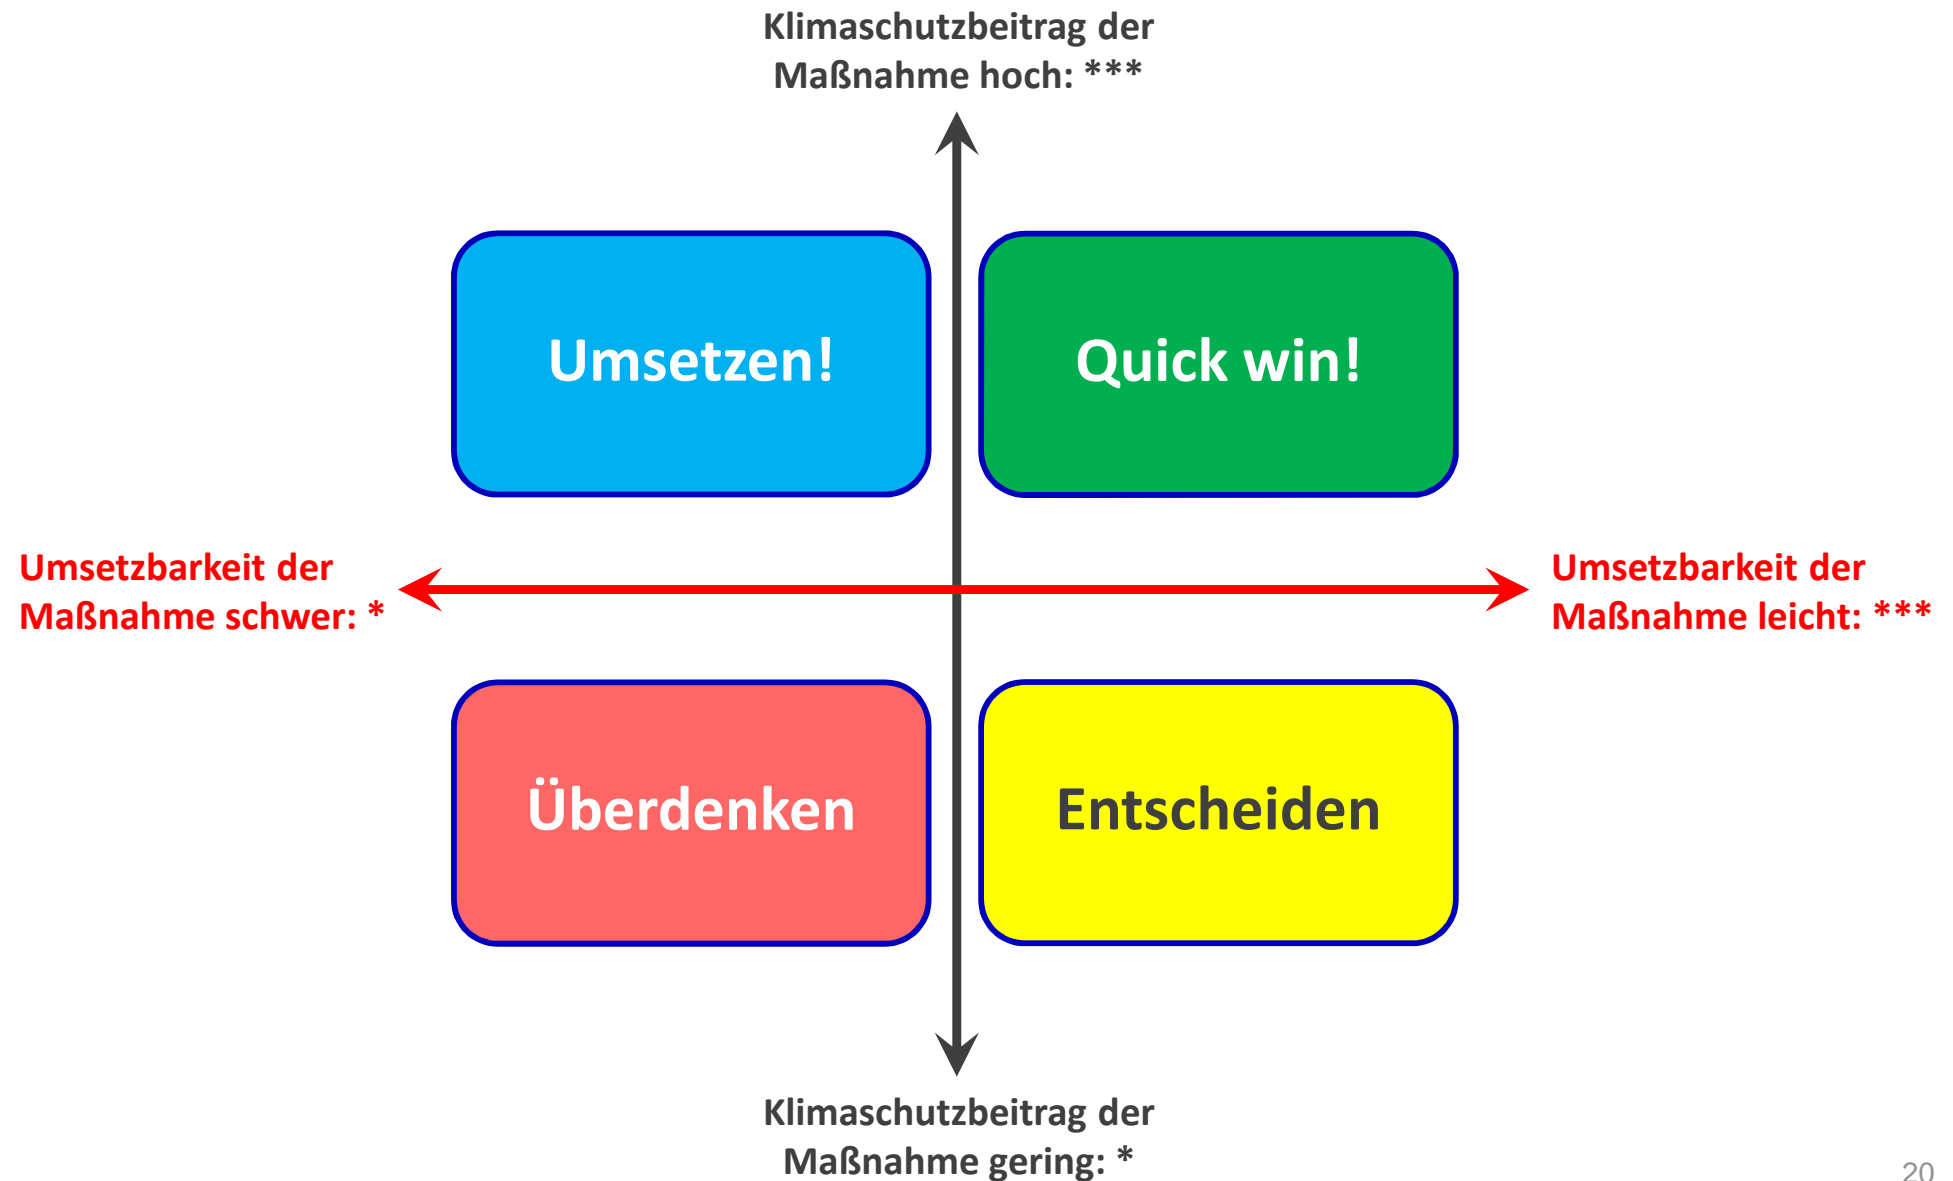 Klimaschutzbeitrag der
Maßnahme hoch: ***
Umsetzen!
Quick win!
Umsetzbarkeit der
Maßnahme schwer: *
Umsetzbarkeit der
Maßnahme leicht: ***
Überdenken
Entscheiden
Klimaschutzbeitrag der
Maßnahme gering: *
20